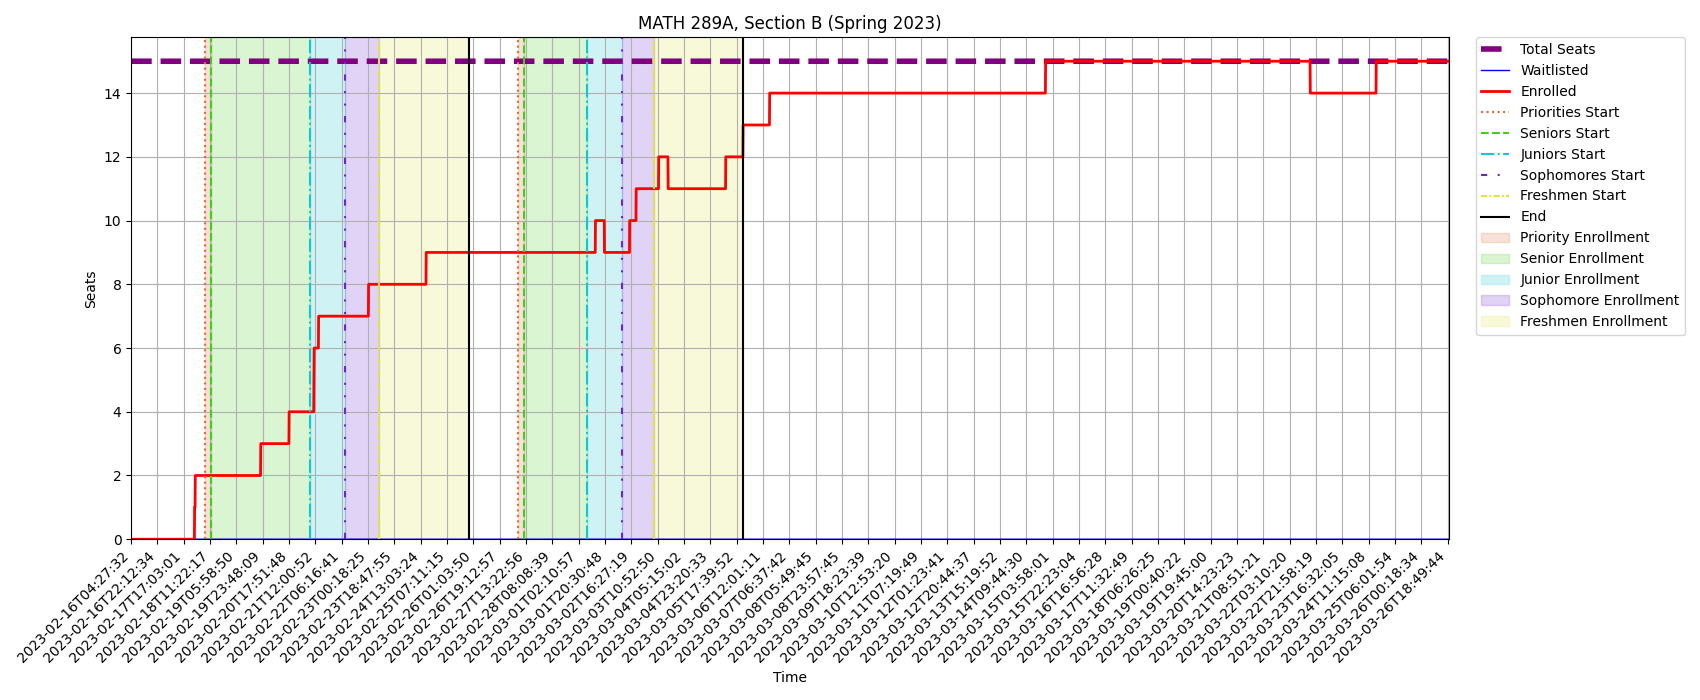 MATH 289A, Section B (Spring 2023)
Seats
14
12
10
8
6
4
2
0
2023-02-16T04:27:32
2023-02-16T22:12:34
2023-02-17T17:03:01
2023-02-18T11:22:17
2023-02-19T05:58:50
2023-02-19T23:48:09
2023-02-20T17:51:48
2023-02-21T12:00:52
2023-02-22T06:16:41
2023-02-23T00:18:25
2023-02-23T18:47:55
2023-02-24T13:03:24
2023-02-25T07:11:15
2023-02-26T01:03:50
2023-02-26T19:12:57
2023-02-27T13:22:56
2023-02-28T08:08:39
2023-03-01T02:10:57
2023-03-01T20:30:48
2023-03-02T16:27:19
2023-03-03T10:52:50
2023-03-04T05:15:02
2023-03-04T23:20:33
2023-03-05T17:39:52
2023-03-06T12:01:11
2023-03-07T06:37:42
2023-03-08T05:49:45
2023-03-08T23:57:45
2023-03-09T18:23:39
2023-03-10T12:53:20
2023-03-11T07:19:49
2023-03-12T01:23:41
2023-03-12T20:44:37
2023-03-13T15:19:52
2023-03-14T09:44:30
2023-03-15T03:58:01
2023-03-15T22:23:04
2023-03-16T16:56:28
2023-03-17T11:32:49
2023-03-18T06:26:25
2023-03-19T00:40:22
2023-03-19T19:45:00
2023-03-20T14:23:23
2023-03-21T08:51:21
2023-03-22T03:10:20
2023-03-22T21:58:19
2023-03-23T16:32:05
2023-03-24T11:15:08
2023-03-25T06:01:54
2023-03-26T00:18:34
2023-03-26T18:49:44
Time
Total Seats
Waitlisted
Enrolled
Priorities Start
Seniors Start
Juniors Start
Sophomores Start
Freshmen Start
End
Priority Enrollment
Senior Enrollment
Junior Enrollment
Sophomore Enrollment
Freshmen Enrollment